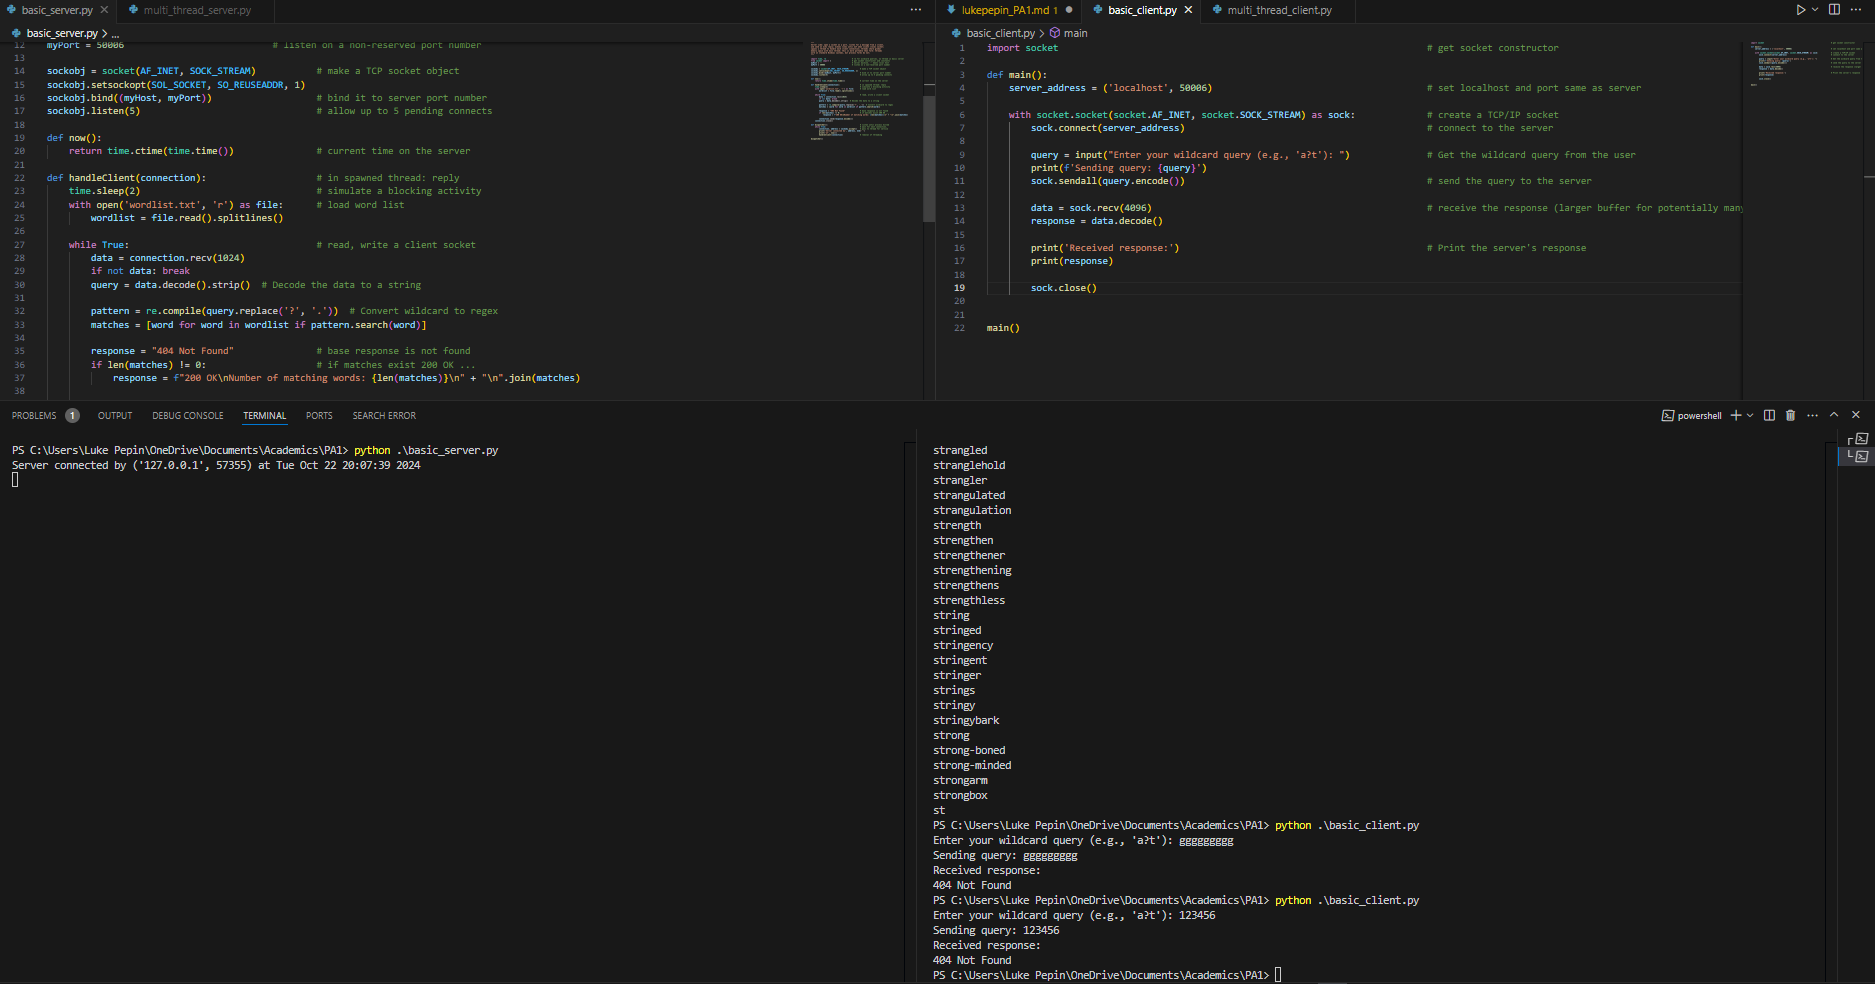 basic_server.py
multi_thread_server.py
basic_server.py > ...
12 myPort = 50006 # listen on a non-reserved port number
13
14 sockobj = socket(AF_INET, SOCK_STREAM) # make a TCP socket object
15 sockobj.setsockopt(SOL_SOCKET, SO_REUSEADDR, 1)
16 sockobj.bind((myHost, myPort)) # bind it to server port number
17 sockobj.listen(5) # allow up to 5 pending connects
18
19 def now():
20 return time.ctime(time.time()) # current time on the server
21
22 def handleClient(connection): # in spawned thread: reply
23 time.sleep(2) # simulate a blocking activity
24 with open('wordlist.txt', 'r') as file: # load word list
25 wordlist = file.read().splitlines()
26
27 while True: # read, write a client socket
28 data = connection.recv(1024)
29 if not data: break
30 query = data.decode().strip() # Decode the data to a string
31
32 pattern = re.compile(query.replace('?', '.')) # Convert wildcard to regex
33 matches = [word for word in wordlist if pattern.search(word)]
34
35 response = "404 Not Found" # base response is not found
36 if len(matches) != 0: # if matches exist 200 OK ...
37 response = f"200 OK\nNumber of matching words: {len(matches)}\n" + "\n".join(matches)
38
lukepepin_PA1.md 1
basic_client.py
multi_thread_client.py
basic_client.py > main
1 import socket # get socket constructor
2
3 def main():
4 server_address = ('localhost', 50006) # set localhost and port same as server
5
6 with socket.socket(socket.AF_INET, socket.SOCK_STREAM) as sock: # create a TCP/IP socket
7 sock.connect(server_address) # connect to the server
8
9 query = input("Enter your wildcard query (e.g., 'a?t'): ") # Get the wildcard query from the user
10 print(f'Sending query: {query}')
11 sock.sendall(query.encode()) # send the query to the server
12
13 data = sock.recv(4096) # receive the response (larger buffer for potentially many
14 response = data.decode()
15
16 print('Received response:') # Print the server's response
17 print(response)
18
19 sock.close()
20
21
22 main()
PROBLEMS 1 OUTPUT DEBUG CONSOLE TERMINAL PORTS SEARCH ERROR
powershell
PS C:\Users\Luke Pepin\OneDrive\Documents\Academics\PA1> python .\basic_server.py
Server connected by ('127.0.0.1', 57355) at Tue Oct 22 20:07:39 2024
strangled
stranglehold
strangler
strangulated
strangulation
strength
strengthen
strengthener
strengthening
strengthens
strengthless
string
stringed
stringency
stringent
stringer
strings
stringy
stringybark
strong
strong-boned
strong-minded
strongarm
strongbox
st
PS C:\Users\Luke Pepin\OneDrive\Documents\Academics\PA1> python .\basic_client.py
Enter your wildcard query (e.g., 'a?t'): ggggggggg
Sending query: ggggggggg
Received response:
404 Not Found
PS C:\Users\Luke Pepin\OneDrive\Documents\Academics\PA1> python .\basic_client.py
Enter your wildcard query (e.g., 'a?t'): 123456
Sending query: 123456
Received response:
404 Not Found
PS C:\Users\Luke Pepin\OneDrive\Documents\Academics\PA1>